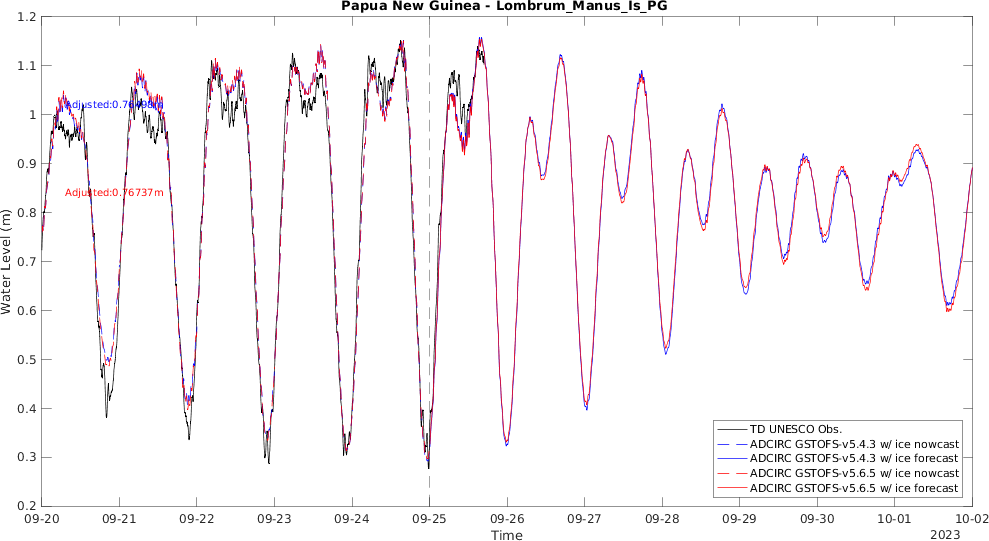 Papua New Guinea - Lombrum_Manus_Is_PG
1.2
1.1
1
0.9
0.8
0.7
0.6
0.5
0.4
0.3
0.2
Water Level (m)
Adjusted:0.76498m
Adjusted:0.76737m
TD UNESCO Obs.
ADCIRC GSTOFS-v5.4.3 w/ ice nowcast
ADCIRC GSTOFS-v5.4.3 w/ ice forecast
ADCIRC GSTOFS-v5.6.5 w/ ice nowcast
ADCIRC GSTOFS-v5.6.5 w/ ice forecast
09-20 09-21 09-22 09-23 09-24 09-25 09-26 09-27 09-28 09-29 09-30 10-01 10-02
Time
2023